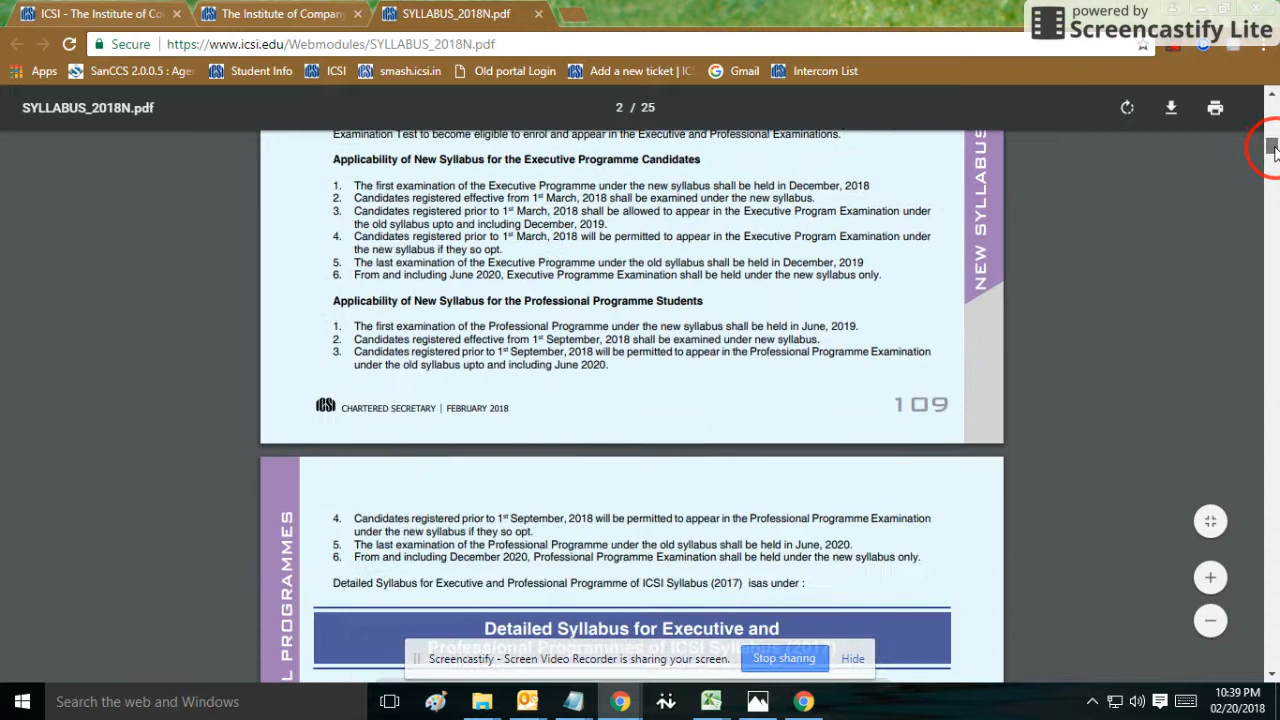 ICSI - The Institute of Co
The Institute of Company
SYLLABUS_2018N.pdf
powered by
Screencastify Lite
Secure
https://www.icsi.edu/Webmodules/SYLLABUS_2018N.pdf
Apps
SanCCS 2.0.0.5 : Agen
Student Info
ICSI
smash.icsi.in
Old portal Login
Add a new ticket | IC
Gmail
Intercom List
SYLLABUS_2018N.pdf
2 / 25
Examination Test to become eligible to enrol and appear in the Executive and Professional Examinations.
Applicability of New Syllabus for the Executive Programme Candidates
1. The first examination of the Executive Programme under the new syllabus shall be held in December, 2018
2. Candidates registered effective from 1st March, 2018 shall be examined under the new syllabus.
3. Candidates registered prior to 1st March, 2018 shall be allowed to appear in the Executive Program Examination under
the old syllabus upto and including December, 2019.
4. Candidates registered prior to 1st March, 2018 will be permitted to appear in the Executive Program Examination under
the new syllabus if they so opt.
5. The last examination of the Executive Programme under the old syllabus shall be held in December, 2019
6. From and including June 2020, Executive Programme Examination shall be held under the new syllabus only.
Applicability of New Syllabus for the Professional Programme Students
1. The first examination of the Professional Programme under the new syllabus shall be held in June, 2019.
2. Candidates registered effective from 1st September, 2018 shall be examined under new syllabus.
3. Candidates registered prior to 1st September, 2018 will be permitted to appear in the Professional Programme Examination
under the old syllabus upto and including June 2020.
NEW SYLLABUS
ICSI CHARTERED SECRETARY | FEBRUARY 2018
109
4. Candidates registered prior to 1st September, 2018 will be permitted to appear in the Professional Programme Examination
under the new syllabus if they so opt.
5. The last examination of the Professional Programme under the old syllabus shall be held in June, 2020.
6. From and including December 2020, Professional Programme Examination shall be held under the new syllabus only.
Detailed Syllabus for Executive and Professional Programme of ICSI Syllabus (2017) isas under :
Detailed Syllabus for Executive and
Professional Programmes of ICSI Syllabus (2017)
L PROGRAMMES
Screencastify - Screen Video Recorder is sharing your screen.
Stop sharing
Hide
Search the web and Windows
10:39 PM
02/20/2018